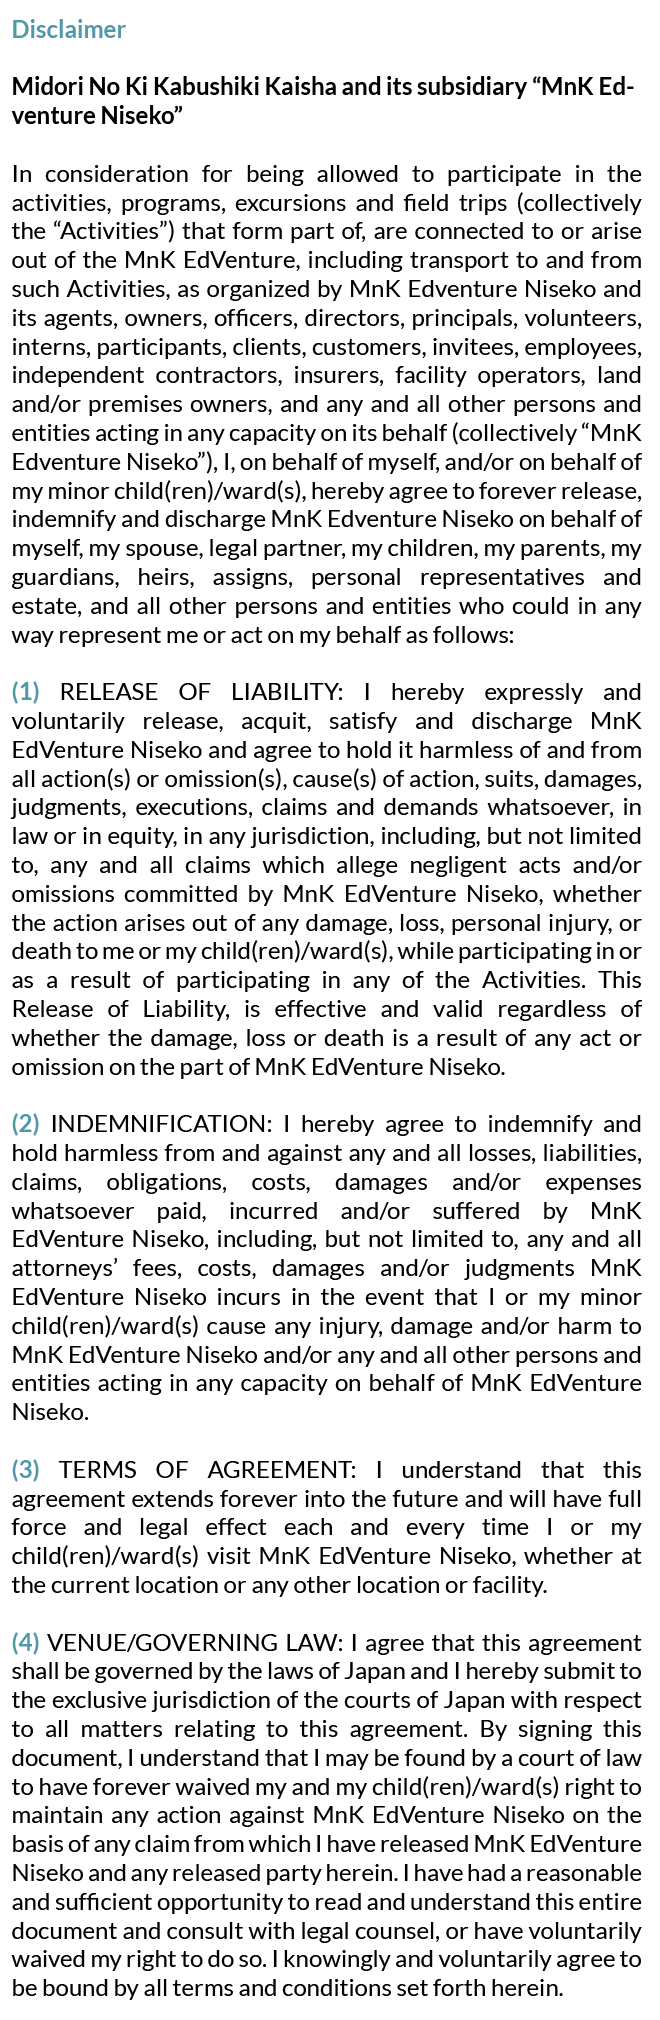 Disclaimer
Midori No Ki Kabushiki Kaisha and its subsidiary “MnK Ed-
venture Niseko”
In consideration for being allowed to participate in the
activities, programs, excursions and field trips (collectively
the “Activities”) that form part of, are connected to or arise
out of the MnK EdVenture, including transport to and from
such Activities, as organized by MnK Edventure Niseko and
its agents, owners, officers, directors, principals, volunteers,
interns, participants, clients, customers, invitees, employees,
independent contractors, insurers, facility operators, land
and/or premises owners, and any and all other persons and
entities acting in any capacity on its behalf (collectively “MnK
Edventure Niseko”), I, on behalf of myself, and/or on behalf of
my minor child(ren)/ward(s), hereby agree to forever release,
indemnify and discharge MnK Edventure Niseko on behalf of
myself, my spouse, legal partner, my children, my parents, my
guardians, heirs, assigns, personal representatives and
estate, and all other persons and entities who could in any
way represent me or act on my behalf as follows:
(1) RELEASE OF LIABILITY: I hereby expressly and
voluntarily release, acquit, satisfy and discharge MnK
EdVenture Niseko and agree to hold it harmless of and from
all action(s) or omission(s), cause(s) of action, suits, damages,
judgments, executions, claims and demands whatsoever, in
law or in equity, in any jurisdiction, including, but not limited
to, any and all claims which allege negligent acts and/or
omissions committed by MnK EdVenture Niseko, whether
the action arises out of any damage, loss, personal injury, or
death to me or my child(ren)/ward(s), while participating in or
as a result of participating in any of the Activities. This
Release of Liability, is effective and valid regardless of
whether the damage, loss or death is a result of any act or
omission on the part of MnK EdVenture Niseko.
(2) INDEMNIFICATION: I hereby agree to indemnify and
hold harmless from and against any and all losses, liabilities,
claims, obligations, costs, damages and/or expenses
whatsoever paid, incurred and/or suffered by MnK
EdVenture Niseko, including, but not limited to, any and all
attorneys’ fees, costs, damages and/or judgments MnK
EdVenture Niseko incurs in the event that I or my minor
child(ren)/ward(s) cause any injury, damage and/or harm to
MnK EdVenture Niseko and/or any and all other persons and
entities acting in any capacity on behalf of MnK EdVenture
Niseko.
(3) TERMS OF AGREEMENT: I understand that this
agreement extends forever into the future and will have full
force and legal effect each and every time I or my
child(ren)/ward(s) visit MnK EdVenture Niseko, whether at
the current location or any other location or facility.
(4) VENUE/GOVERNING LAW: I agree that this agreement
shall be governed by the laws of Japan and I hereby submit to
the exclusive jurisdiction of the courts of Japan with respect
to all matters relating to this agreement. By signing this
document, I understand that I may be found by a court of law
to have forever waived my and my child(ren)/ward(s) right to
maintain any action against MnK EdVenture Niseko on the
basis of any claim from which I have released MnK EdVenture
Niseko and any released party herein. I have had a reasonable
and sufficient opportunity to read and understand this entire
document and consult with legal counsel, or have voluntarily
waived my right to do so. I knowingly and voluntarily agree to
be bound by all terms and conditions set forth herein.